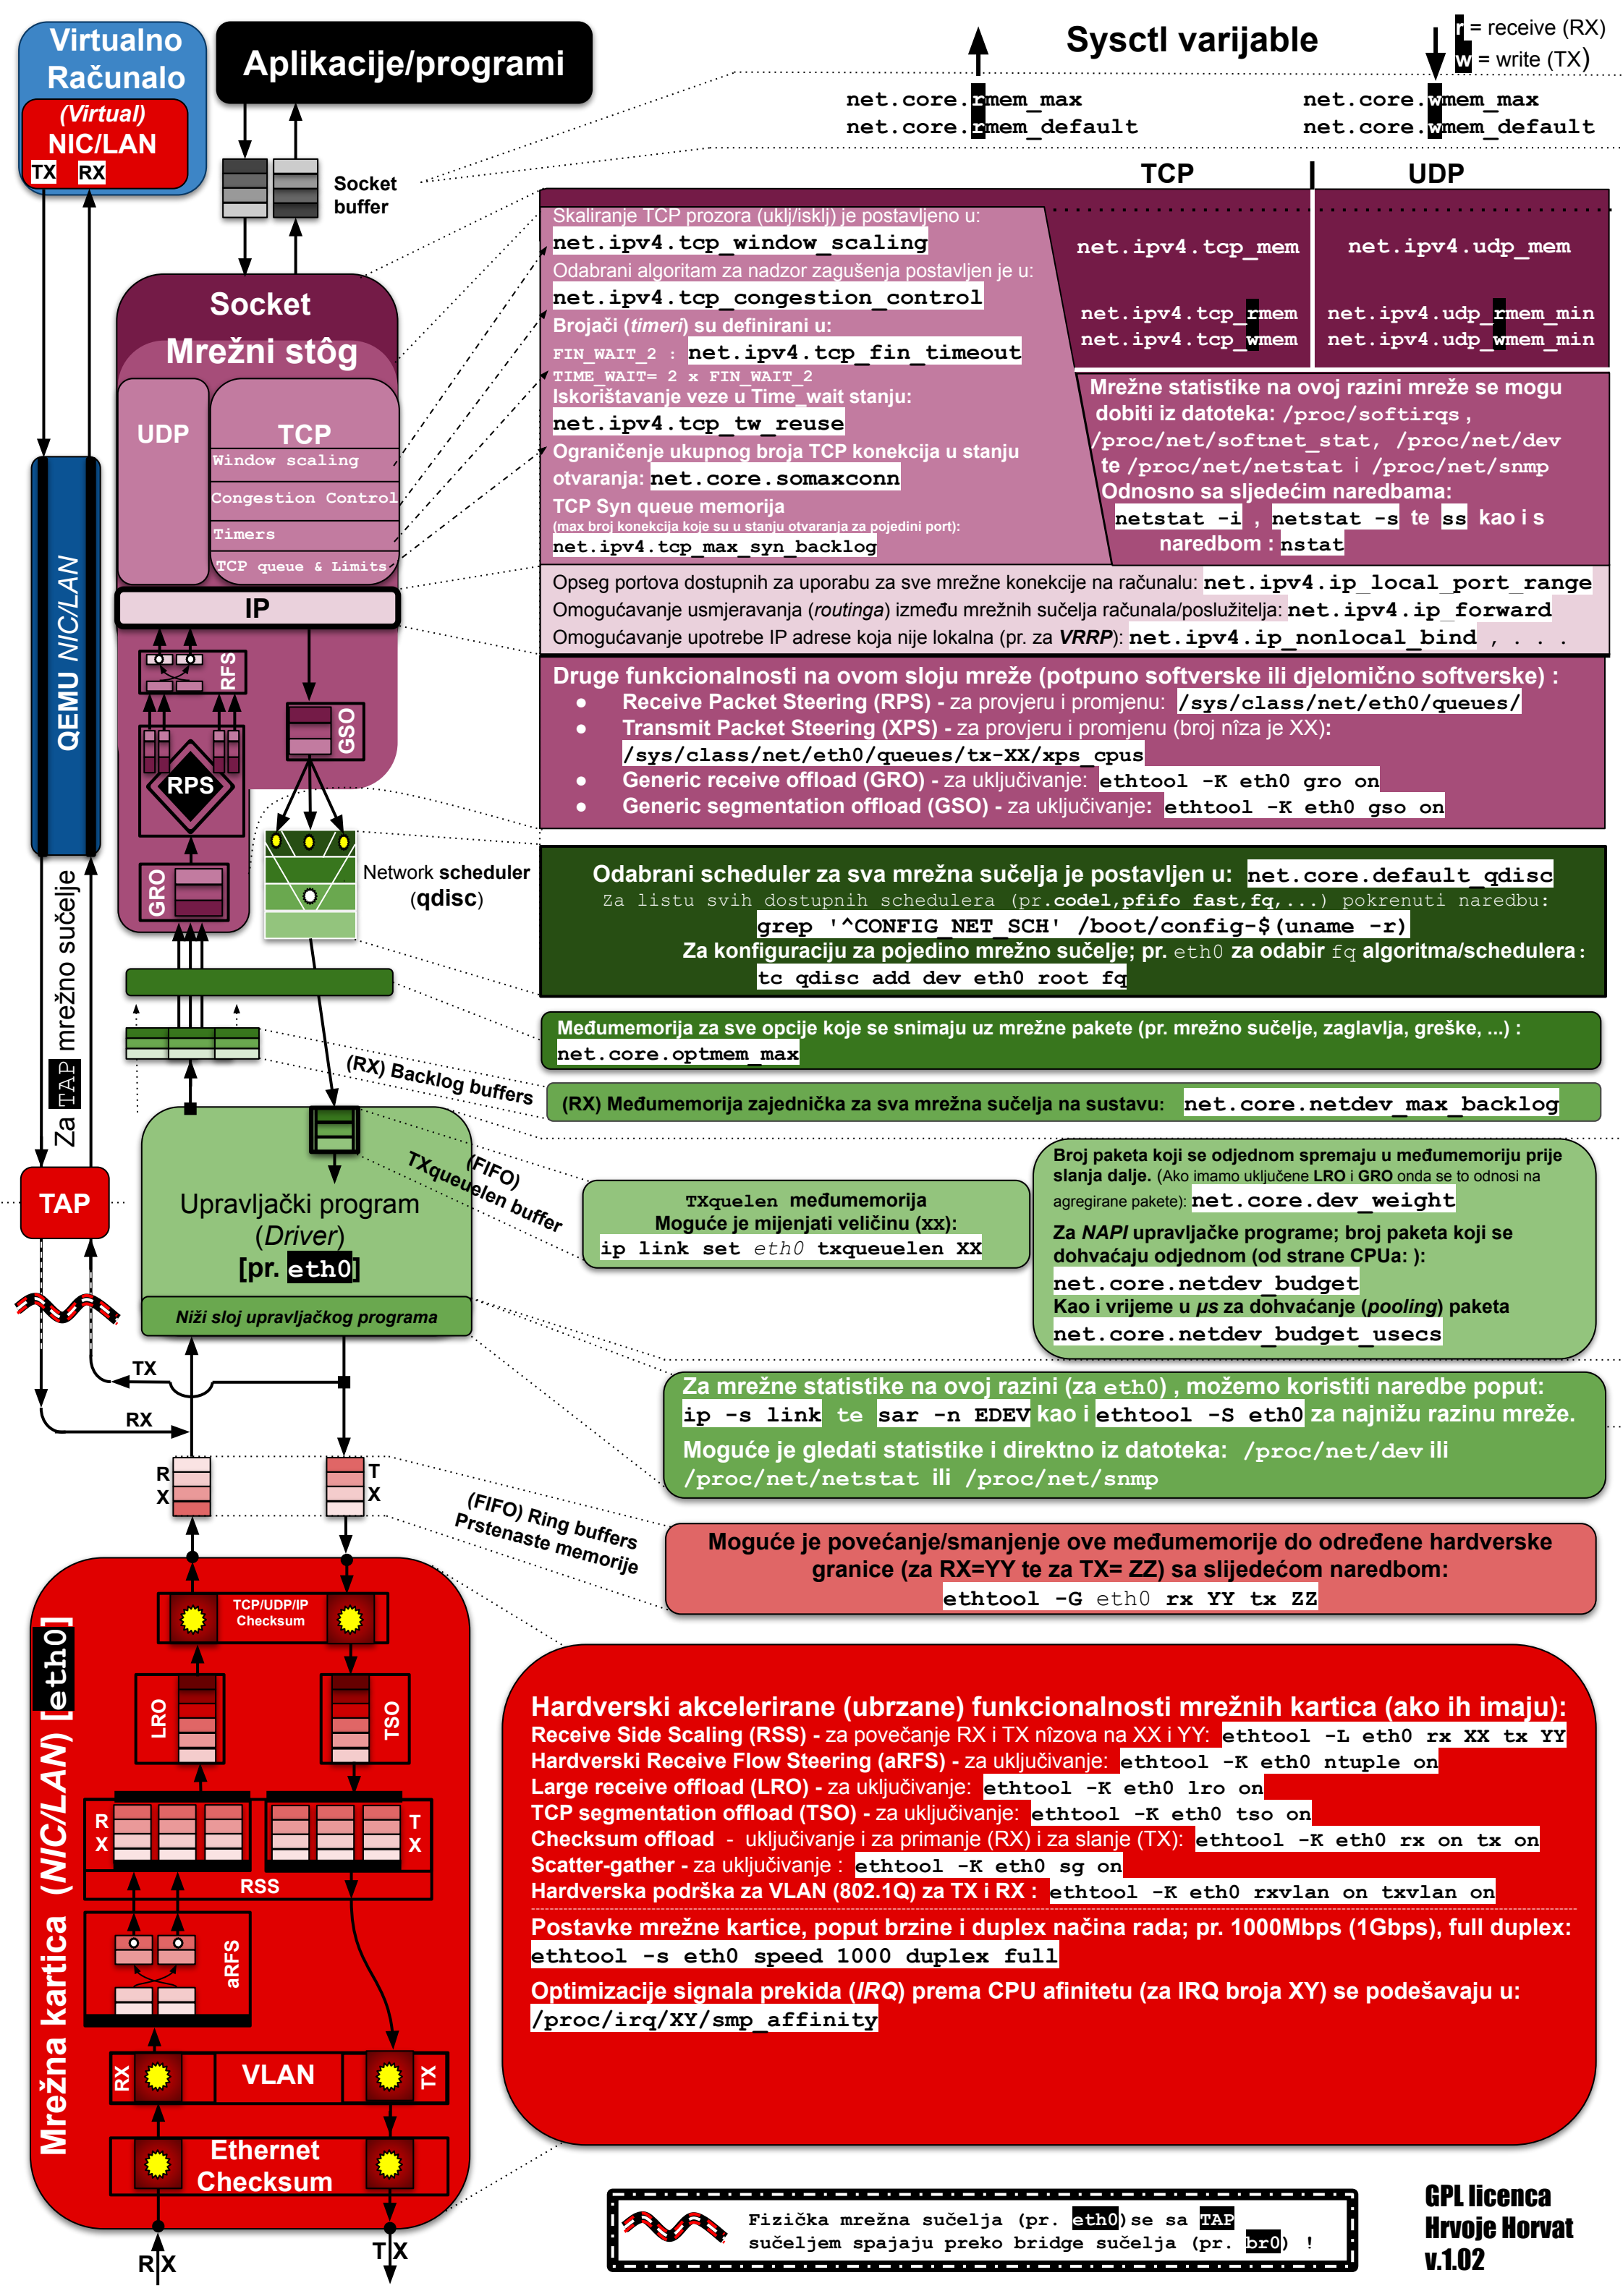 Virtualno
Računalo
(Virtual)
NIC/LAN
TX RX
Aplikacije/programi
Socket
buffer
Sysctl varijable
r = receive (RX)
w = write (TX)
net.core.rmem_max
net.core.rmem_default
net.core.wmem_max
net.core.wmem_default
TCP | UDP
net.ipv4.tcp_mem
net.ipv4.udp_mem
net.ipv4.tcp_rmem
net.ipv4.tcp_wmem
net.ipv4.udp_rmem_min
net.ipv4.udp_wmem_min
Skaliranje TCP prozora (uklj/isklj) je postavljeno u:
net.ipv4.tcp_window_scaling
Odabrani algoritam za nadzor zagušenja postavljen je u:
net.ipv4.tcp_congestion_control
Brojači (timeri) su definirani u:
FIN_WAIT_2 : net.ipv4.tcp_fin_timeout
TIME_WAIT= 2 x FIN_WAIT_2
Iskorištavanje veze u Time_wait stanju:
net.ipv4.tcp_tw_reuse
Ograničenje ukupnog broja TCP konekcija u stanju
otvaranja: net.core.somaxconn
TCP Syn queue memorija
(max broj konekcija koje su u stanju otvaranja za pojedini port):
net.ipv4.tcp_max_syn_backlog
Mrežne statistike na ovoj razini mreže se mogu
dobiti iz datoteka: /proc/softirqs ,
/proc/net/softnet_stat, /proc/net/dev
te /proc/net/netstat i /proc/net/snmp
Odnosno sa sljedećim naredbama:
netstat -i , netstat -s te ss kao i s
naredbom : nstat
Socket
Mrežni stôg
UDP
TCP
Window scaling
Congestion Control
Timers
TCP queue & Limits
IP
RFS
RPS
GRO
GSO
QEMU NIC/LAN
Za TAP mrežno sučelje
TAP
Opseg portova dostupnih za uporabu za sve mrežne konekcije na računalu: net.ipv4.ip_local_port_range
Omogućavanje usmjeravanja (routinga) između mrežnih sučelja računala/poslužitelja: net.ipv4.ip_forward
Omogućavanje upotrebe IP adrese koja nije lokalna (pr. za VRRP): net.ipv4.ip_nonlocal_bind , . . .
Druge funkcionalnosti na ovom sloju mreže (potpuno softverske ili djelomično softverske) :
● Receive Packet Steering (RPS) - za provjeru i promjenu: /sys/class/net/eth0/queues/
● Transmit Packet Steering (XPS) - za provjeru i promjenu (broj nîza je XX):
/sys/class/net/eth0/queues/tx-XX/xps_cpus
● Generic receive offload (GRO) - za uključivanje: ethtool -K eth0 gro on
● Generic segmentation offload (GSO) - za uključivanje: ethtool -K eth0 gso on
Network scheduler
(qdisc)
Odabrani scheduler za sva mrežna sučelja je postavljen u: net.core.default_qdisc
Za listu svih dostupnih schedulera (pr.codel,pfifo fast,fq,...) pokrenuti naredbu:
grep '^CONFIG_NET_SCH' /boot/config-$(uname -r)
Za konfiguraciju za pojedino mrežno sučelje; pr. eth0 za odabir fq algoritma/schedulera:
tc qdisc add dev eth0 root fq
Međumemorija za sve opcije koje se snimaju uz mrežne pakete (pr. mrežno sučelje, zaglavlja, greške, ...) :
net.core.optmem_max
(RX) Backlog buffers
(RX) Međumemorija zajednička za sva mrežna sučelja na sustavu: net.core.netdev_max_backlog
(FIFO)
TXqueuelen buffer
Upravljački program
(Driver)
[pr. eth0]
Niži sloj upravljačkog programa
TXquelen međumemorija
Moguće je mijenjati veličinu (xx):
ip link set eth0 txqueuelen XX
Broj paketa koji se odjednom spremaju u međumemoriju prije
slanja dalje. (Ako imamo uključene LRO i GRO onda se to odnosi na
agregirane pakete): net.core.dev_weight
Za NAPI upravljačke programe; broj paketa koji se
dohvaćaju odjednom (od strane CPUa: ):
net.core.netdev_budget
Kao i vrijeme u µs za dohvaćanje (pooling) paketa
net.core.netdev_budget_usecs
TX
RX
Za mrežne statistike na ovoj razini (za eth0) , možemo koristiti naredbe poput:
ip -s link te sar -n EDEV kao i ethtool -S eth0 za najnižu razinu mreže.
Moguće je gledati statistike i direktno iz datoteka: /proc/net/dev ili
/proc/net/netstat ili /proc/net/snmp
RX
TX
(FIFO) Ring buffers
Prstenaste memorije
Moguće je povećanje/smanjenje ove međumemorije do određene hardverske
granice (za RX=YY te za TX= ZZ) sa slijedećom naredbom:
ethtool -G eth0 rx YY tx ZZ
Mrežna kartica (NIC/LAN) [eth0]
TCP/UDP/IP
Checksum
LRO
TSO
RX
TX
RSS
aRFS
RX
VLAN
TX
Ethernet
Checksum
RX
TX
Hardverski akcelerirane (ubrzane) funkcionalnosti mrežnih kartica (ako ih imaju):
Receive Side Scaling (RSS) - za povečanje RX i TX nîzova na XX i YY: ethtool -L eth0 rx XX tx YY
Hardverski Receive Flow Steering (aRFS) - za uključivanje: ethtool -K eth0 ntuple on
Large receive offload (LRO) - za uključivanje: ethtool -K eth0 lro on
TCP segmentation offload (TSO) - za uključivanje: ethtool -K eth0 tso on
Checksum offload - uključivanje i za primanje (RX) i za slanje (TX): ethtool -K eth0 rx on tx on
Scatter-gather - za uključivanje : ethtool -K eth0 sg on
Hardverska podrška za VLAN (802.1Q) za TX i RX : ethtool -K eth0 rxvlan on txvlan on
Postavke mrežne kartice, poput brzine i duplex načina rada; pr. 1000Mbps (1Gbps), full duplex:
ethtool -s eth0 speed 1000 duplex full
Optimizacije signala prekida (IRQ) prema CPU afinitetu (za IRQ broja XY) se podešavaju u:
/proc/irq/XY/smp_affinity
Fizička mrežna sučelja (pr. eth0)se sa TAP
sučeljem spajaju preko bridge sučelja (pr. br0) !
GPL licenca
Hrvoje Horvat
v.1.02